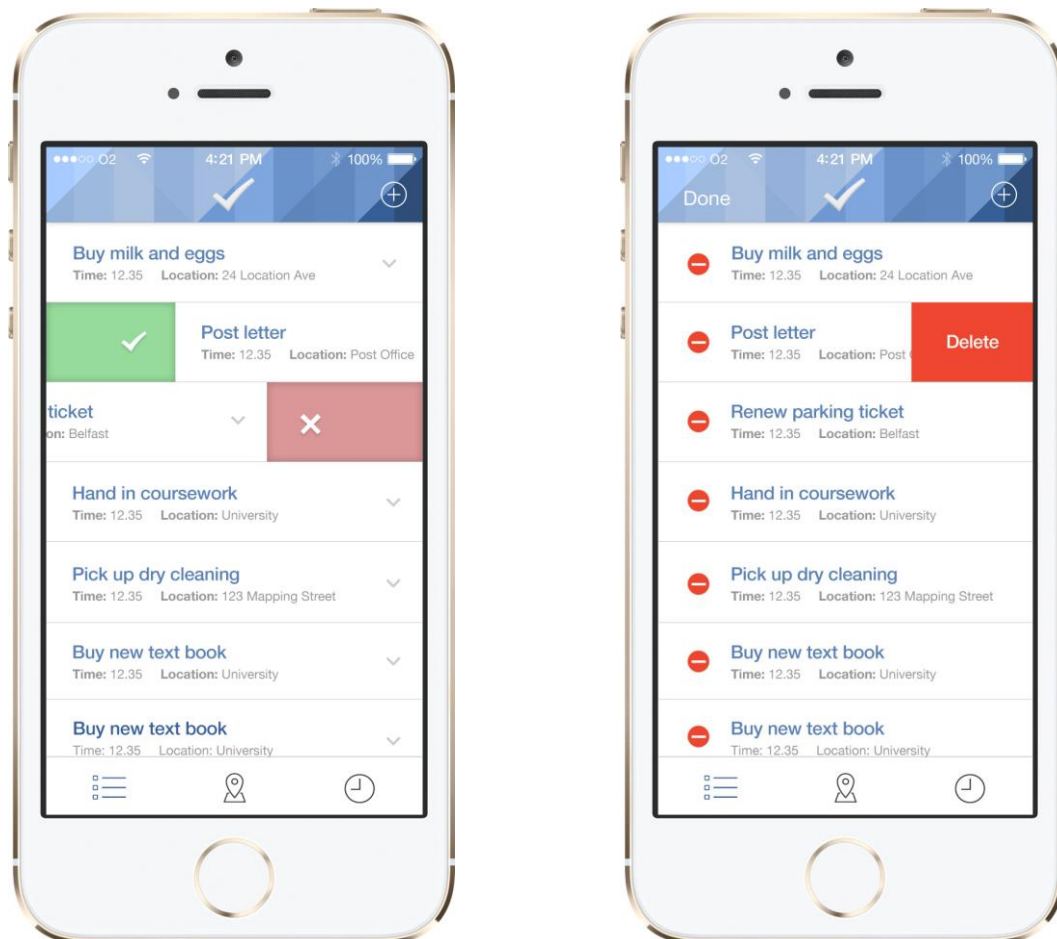 O2 4:21 PM 100%
Buy milk and eggs
Time: 12.35 Location: 24 Location Ave
Post letter
Time: 12.35 Location: Post Office
ticket
on: Belfast
Hand in coursework
Time: 12.35 Location: University
Pick up dry cleaning
Time: 12.35 Location: 123 Mapping Street
Buy new text book
Time: 12.35 Location: University
Buy new text book
Time: 12.35 Location: University
O2 4:21 PM 100%
Done
Buy milk and eggs
Time: 12.35 Location: 24 Location Ave
Post letter
Time: 12.35 Location: Post
Delete
Renew parking ticket
Time: 12.35 Location: Belfast
Hand in coursework
Time: 12.35 Location: University
Pick up dry cleaning
Time: 12.35 Location: 123 Mapping Street
Buy new text book
Time: 12.35 Location: University
Buy new text book
Time: 12.35 Location: University